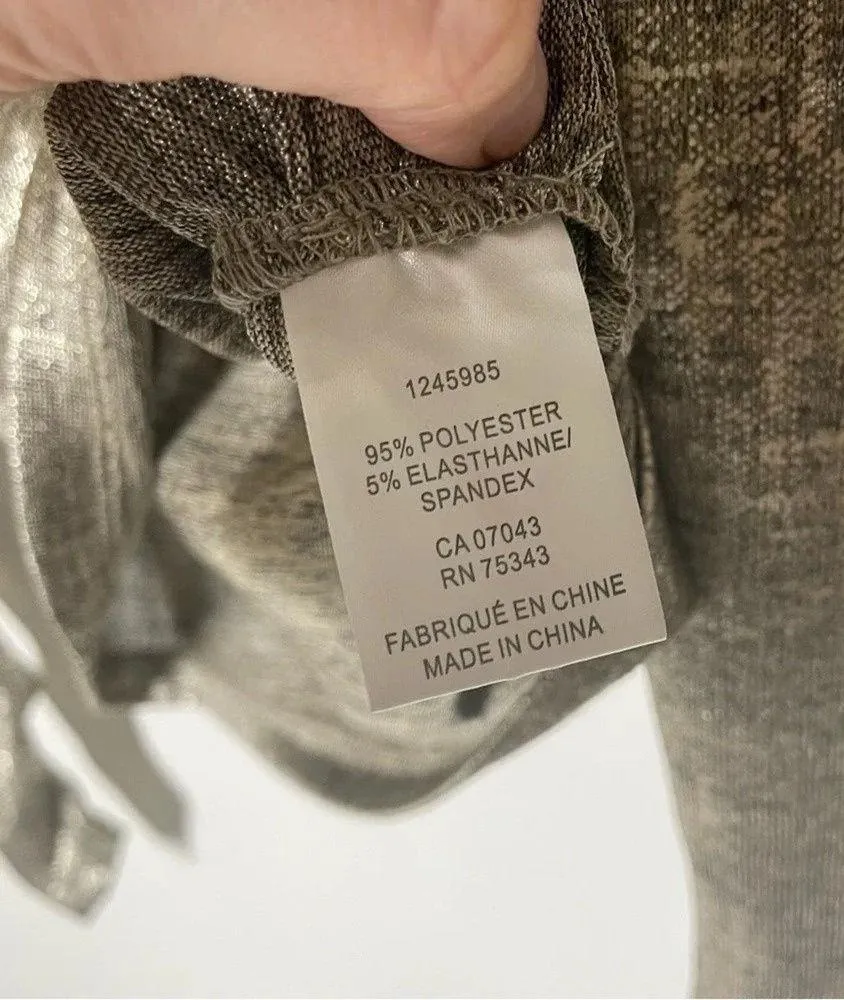 1245985
95% POLYESTER
5% ELASTHANNE/
SPANDEX
CA 07043
RN 75343
FABRIQUÉ EN CHINE
MADE IN CHINA